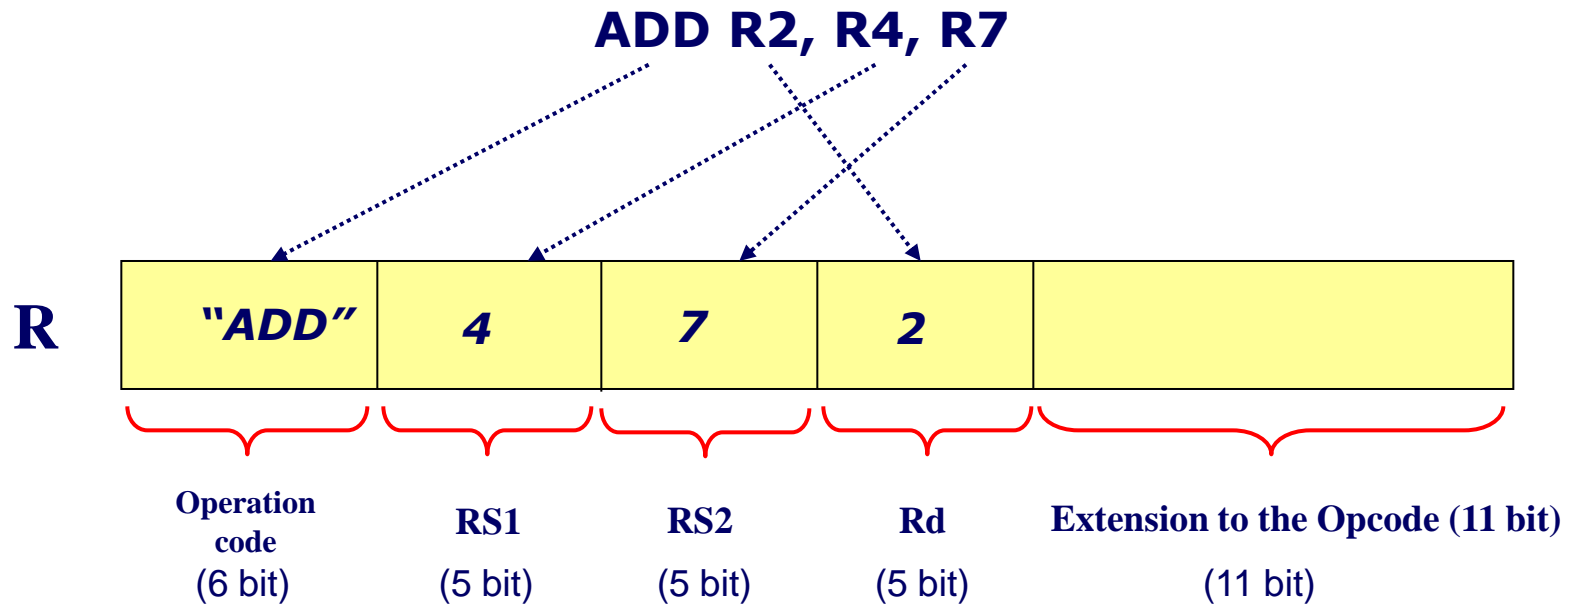 ADD R2, R4, R7
R
“ADD” 4 7 2
Operation code RS1 RS2 Rd Extension to the Opcode (11 bit)
(6 bit) (5 bit) (5 bit) (5 bit) (11 bit)